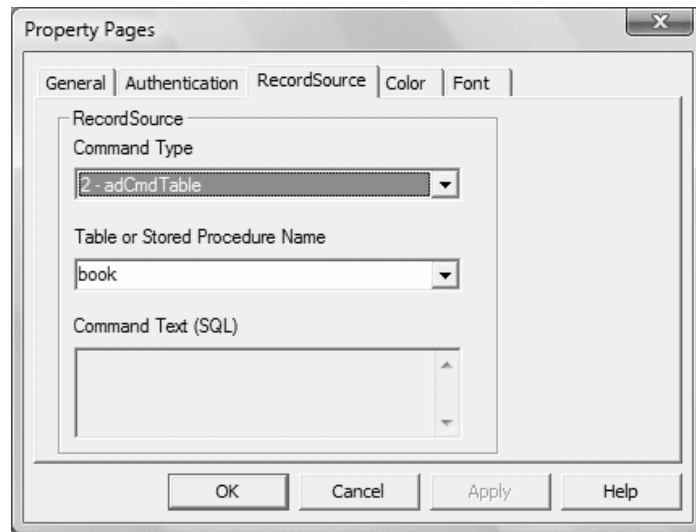 Property Pages
General Authentication RecordSource Color Font
RecordSource
Command Type
2 - adCmdTable
Table or Stored Procedure Name
book
Command Text (SQL)
OK Cancel Apply Help